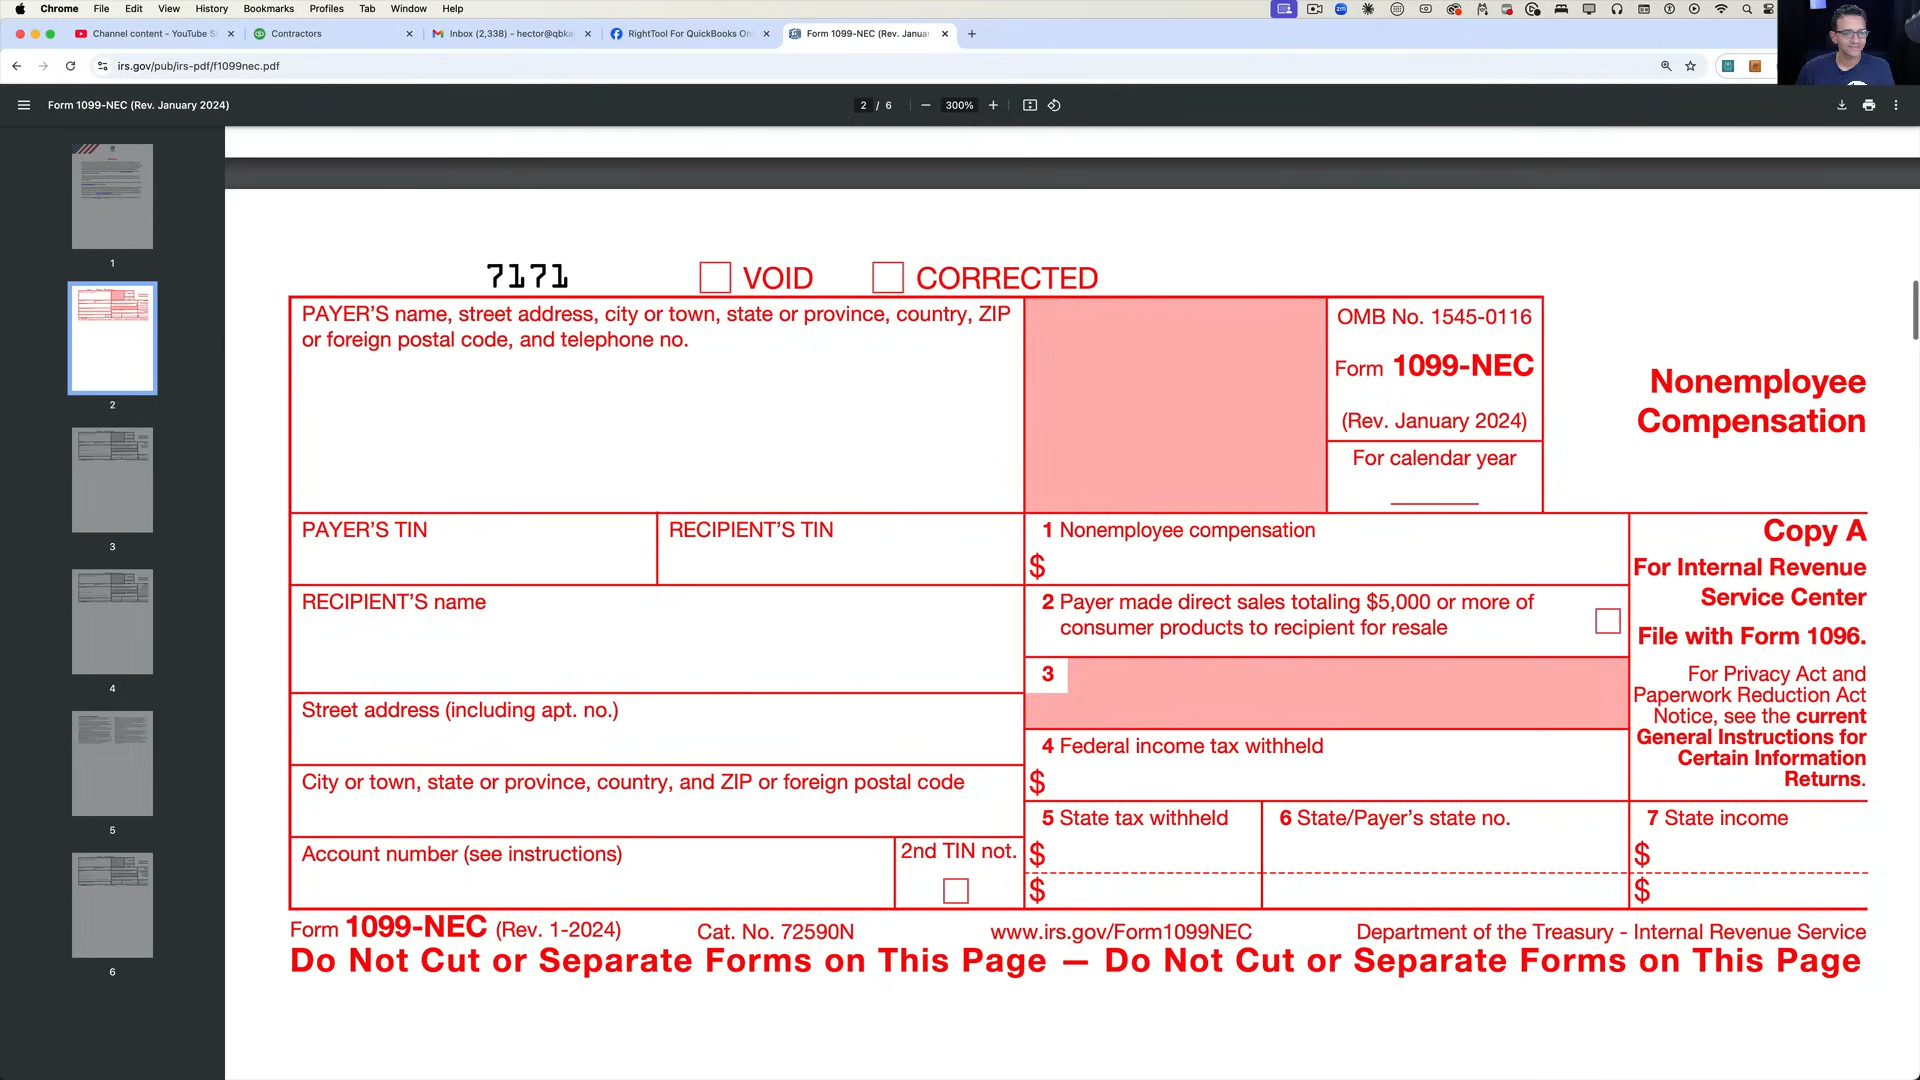 Chrome File Edit View History Bookmarks Profiles Tab Window Help
Channel content - YouTube S
Contractors
Inbox (2,338) - hector@qbka
RightTool For QuickBooks On
Form 1099-NEC (Rev. Janua
irs.gov/pub/irs-pdf/f1099nec.pdf
Form 1099-NEC (Rev. January 2024)
2 / 6
300%
1
2
3
4
5
6
7171
VOID
CORRECTED
PAYER'S name, street address, city or town, state or province, country, ZIP
or foreign postal code, and telephone no.
OMB No. 1545-0116
Form 1099-NEC
(Rev. January 2024)
For calendar year
Nonemployee
Compensation
PAYER'S TIN
RECIPIENT'S TIN
1 Nonemployee compensation
$
Copy A
For Internal Revenue
Service Center
File with Form 1096.
For Privacy Act and
Paperwork Reduction Act
Notice, see the current
General Instructions for
Certain Information
Returns.
RECIPIENT'S name
2 Payer made direct sales totaling $5,000 or more of
consumer products to recipient for resale
3
Street address (including apt. no.)
4 Federal income tax withheld
$
City or town, state or province, country, and ZIP or foreign postal code
5 State tax withheld
$
$
6 State/Payer's state no.
7 State income
$
$
Account number (see instructions)
2nd TIN not.
Form 1099-NEC (Rev. 1-2024)
Cat. No. 72590N
www.irs.gov/Form1099NEC
Department of the Treasury - Internal Revenue Service
Do Not Cut or Separate Forms on This Page — Do Not Cut or Separate Forms on This Page